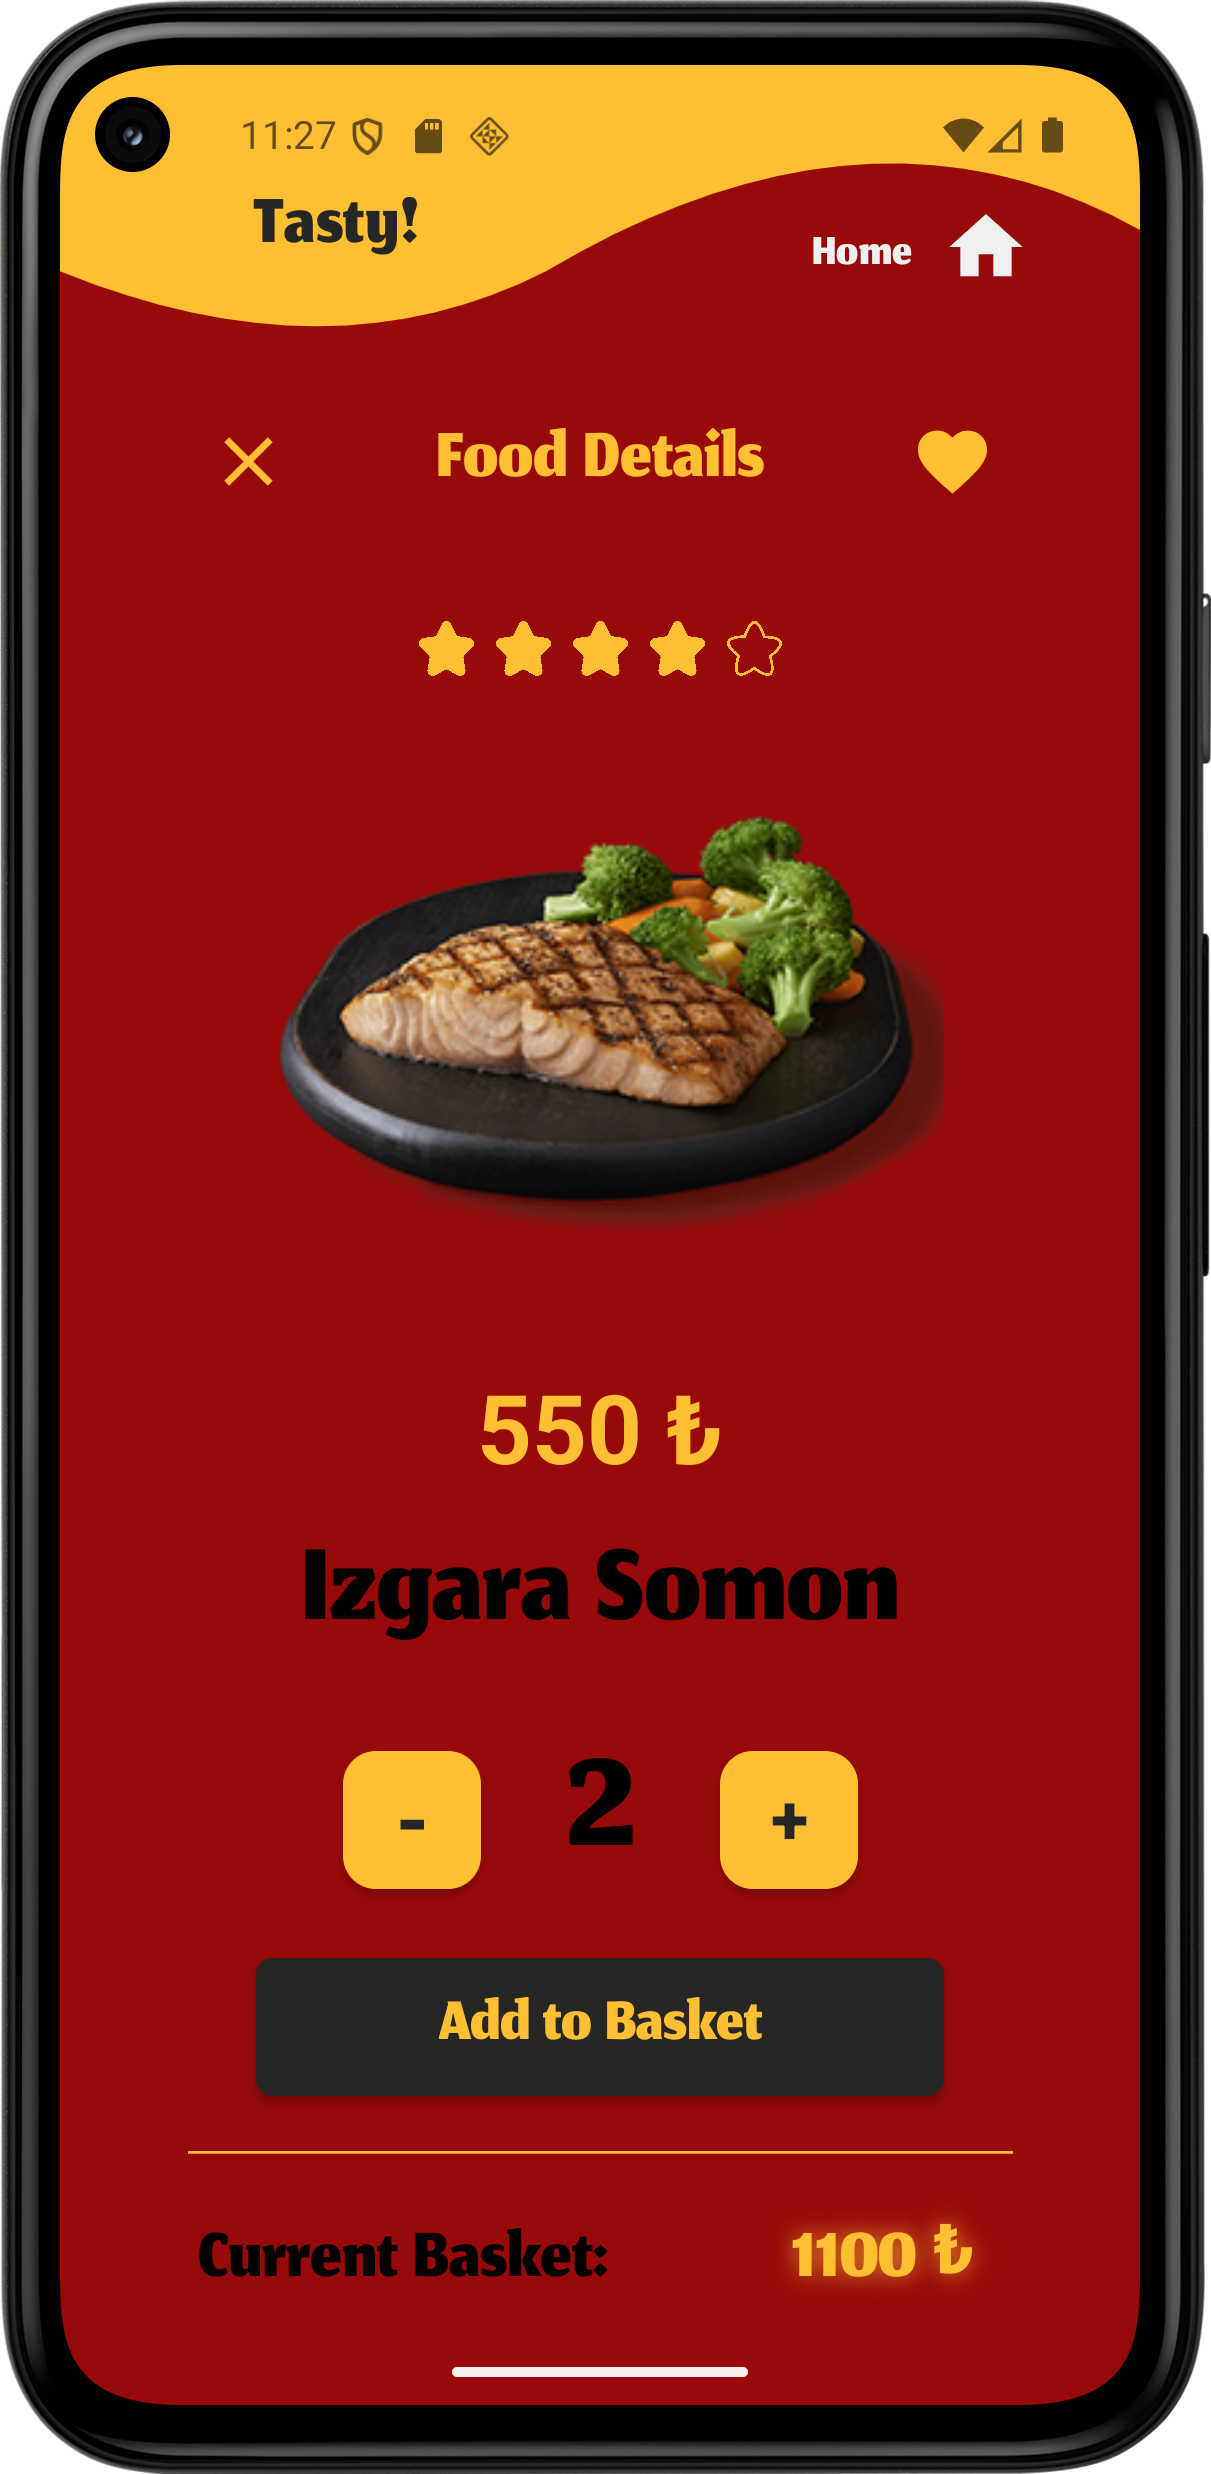 11:27
Tasty!
Home
Food Details
550 ₺
Izgara Somon
- 2 +
Add to Basket
Current Basket: 1100 ₺